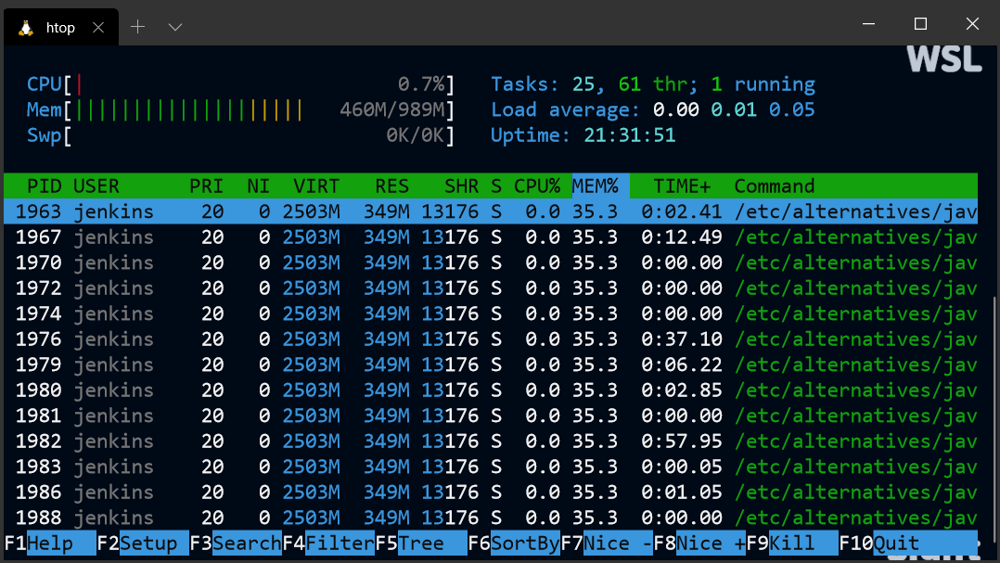 htop
WSL
CPU[| 0.7%] Tasks: 25, 61 thr; 1 running
Mem[|||||||||||||||||||| 460M/989M] Load average: 0.00 0.01 0.05
Swp[ 0K/0K] Uptime: 21:31:51
PID USER PRI NI VIRT RES SHR S CPU% MEM% TIME+ Command
1963 jenkins 20 0 2503M 349M 13176 S 0.0 35.3 0:02.41 /etc/alternatives/jav
1967 jenkins 20 0 2503M 349M 13176 S 0.0 35.3 0:12.49 /etc/alternatives/jav
1970 jenkins 20 0 2503M 349M 13176 S 0.0 35.3 0:00.00 /etc/alternatives/jav
1972 jenkins 20 0 2503M 349M 13176 S 0.0 35.3 0:00.00 /etc/alternatives/jav
1974 jenkins 20 0 2503M 349M 13176 S 0.0 35.3 0:00.00 /etc/alternatives/jav
1976 jenkins 20 0 2503M 349M 13176 S 0.0 35.3 0:37.10 /etc/alternatives/jav
1979 jenkins 20 0 2503M 349M 13176 S 0.0 35.3 0:06.22 /etc/alternatives/jav
1980 jenkins 20 0 2503M 349M 13176 S 0.0 35.3 0:02.85 /etc/alternatives/jav
1981 jenkins 20 0 2503M 349M 13176 S 0.0 35.3 0:00.00 /etc/alternatives/jav
1982 jenkins 20 0 2503M 349M 13176 S 0.0 35.3 0:57.95 /etc/alternatives/jav
1983 jenkins 20 0 2503M 349M 13176 S 0.0 35.3 0:00.05 /etc/alternatives/jav
1986 jenkins 20 0 2503M 349M 13176 S 0.0 35.3 0:01.05 /etc/alternatives/jav
1988 jenkins 20 0 2503M 349M 13176 S 0.0 35.3 0:00.00 /etc/alternatives/jav
F1Help F2Setup F3SearchF4FilterF5Tree F6SortByF7Nice -F8Nice +F9Kill F10Quit